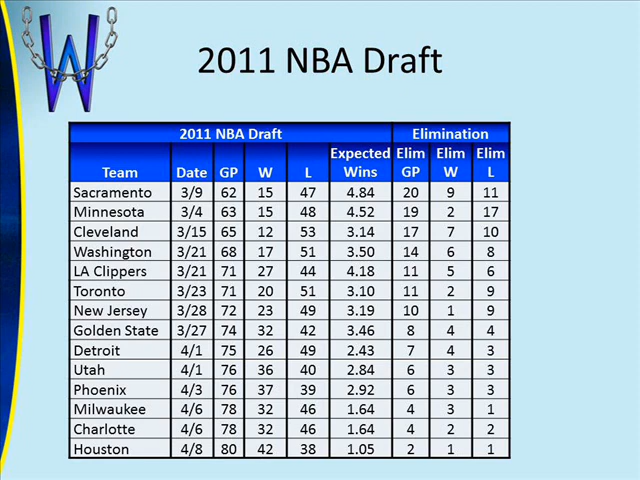 W
2011 NBA Draft
2011 NBA Draft Elimination
Team Date GP W L Expected Wins Elim GP Elim W Elim L
Sacramento 3/9 62 15 47 4.84 20 9 11
Minnesota 3/4 63 15 48 4.52 19 2 17
Cleveland 3/15 65 12 53 3.14 17 7 10
Washington 3/21 68 17 51 3.50 14 6 8
LA Clippers 3/21 71 27 44 4.18 11 5 6
Toronto 3/23 71 20 51 3.10 11 2 9
New Jersey 3/28 72 23 49 3.19 10 1 9
Golden State 3/27 74 32 42 3.46 8 4 4
Detroit 4/1 75 26 49 2.43 7 4 3
Utah 4/1 76 36 40 2.84 6 3 3
Phoenix 4/3 76 37 39 2.92 6 3 3
Milwaukee 4/6 78 32 46 1.64 4 3 1
Charlotte 4/6 78 32 46 1.64 4 2 2
Houston 4/8 80 42 38 1.05 2 1 1